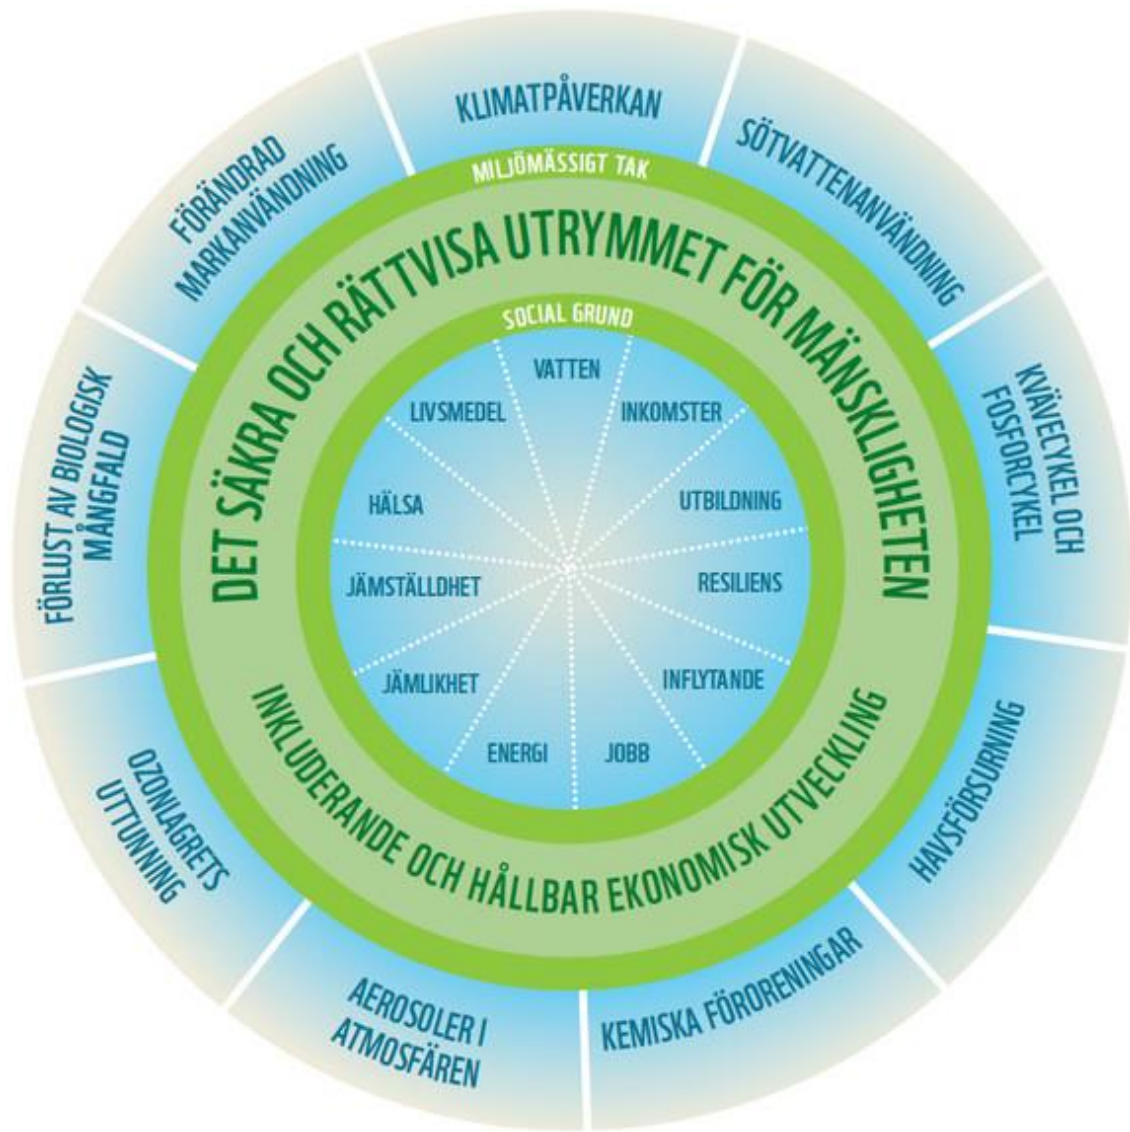 KLIMATPÅVERKAN
SÖTVATTENANVÄNDNING
KVÄVECYKEL OCH
FOSFORCYKEL
HAVSFÖRSURNING
KEMISKA FÖRORENINGAR
AEROSOLER I
ATMOSFÄREN
OZONLAGRETS
UTTUNNING
FÖRLUST AV BIOLOGISK
MÅNGFALD
FÖRÄNDRAD
MARKANVÄNDNING
MILJÖMÄSSIGT TAK
DET SÄKRA OCH RÄTTVISA UTRYMMET FÖR MÄNSKLIGHETEN
INKLUDERANDE OCH HÅLLBAR EKONOMISK UTVECKLING
SOCIAL GRUND
VATTEN
INKOMSTER
UTBILDNING
RESILIENS
INFLYTANDE
JOBB
ENERGI
JÄMLIKHET
JÄMSTÄLLDHET
HÄLSA
LIVSMEDEL